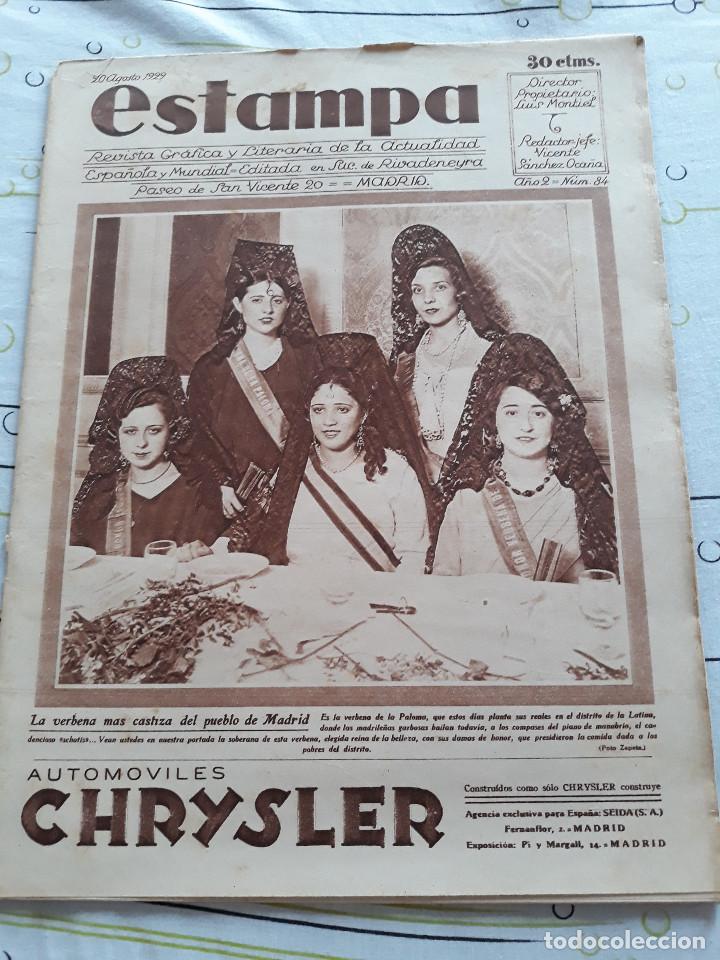 20 Agosto 1929
30 ctms.
estampa
Director
Propietario:
Luis Montiel
Redactor-jefe:
Vicente
Sánchez Ocaña
Revista Gráfica y Literaria de la Actualidad
Española y Mundial = Editada en Suc. de Rivadeneyra
Paseo de San Vicente 20 = = MADRID.
Año 2 = Núm. 84
La verbena mas castiza del pueblo de Madrid
Es la verbena de la Paloma, que estos días planta sus reales en el distrito de la Latina,
donde las madrileñas garbosas bailan todavía, a los compases del piano de manubrio, el ca-
dencioso «schotis»... Vean ustedes en nuestra portada la soberana de esta verbena, elegida reina de la belleza, con sus damas de honor, que presidieron la comida dada a los
pobres del distrito.
(Foto Zapata.)
AUTOMOVILES
CHRYSLER
Construídos como sólo CHRYSLER construye
Agencia exclusiva para España: SEIDA (S. A.)
Fernanflor, 2.=MADRID
Exposición: Pi y Margall, 14.=MADRID
todocoleccion.net